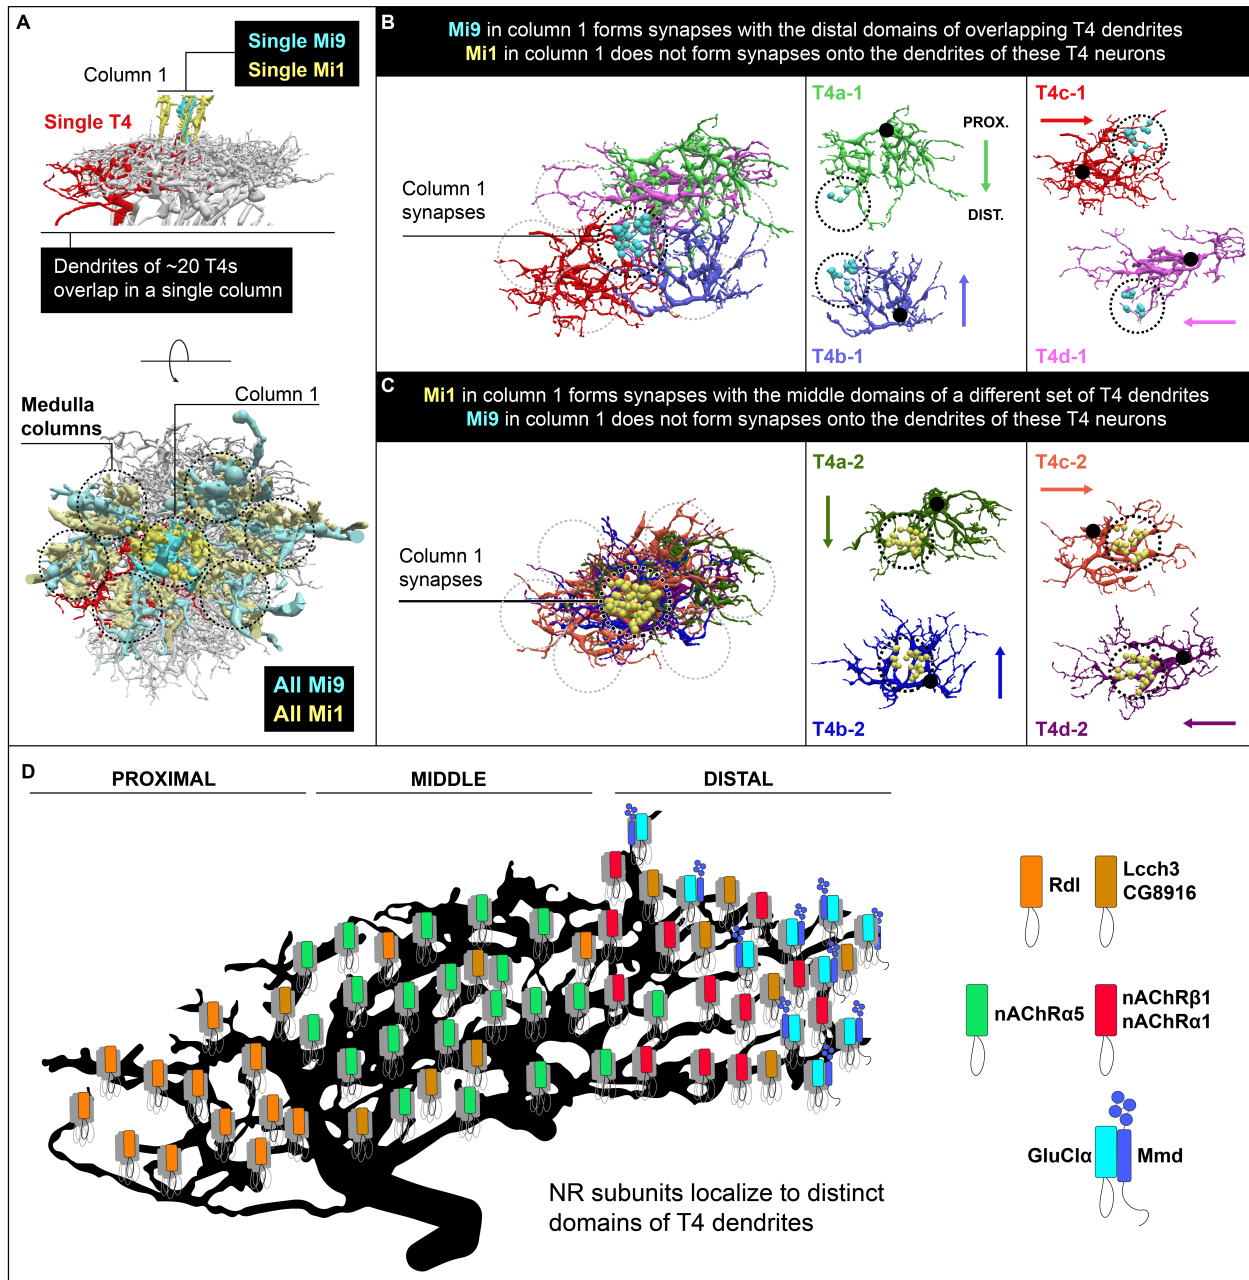 A
Single Mi9
Single Mi1
Column 1
Single T4
Dendrites of ~20 T4s
overlap in a single column
Column 1
Medulla
columns
All Mi9
All Mi1
B
Mi9 in column 1 forms synapses with the distal domains of overlapping T4 dendrites
Mi1 in column 1 does not form synapses onto the dendrites of these T4 neurons
Column 1
synapses
T4a-1
PROX.
DIST.
T4b-1
T4c-1
T4d-1
C
Mi1 in column 1 forms synapses with the middle domains of a different set of T4 dendrites
Mi9 in column 1 does not form synapses onto the dendrites of these T4 neurons
Column 1
synapses
T4a-2
T4b-2
T4c-2
T4d-2
D
PROXIMAL
MIDDLE
DISTAL
Rdl
Lcch3
CG8916
nAChRα5
nAChRβ1
nAChRα1
GluClα
Mmd
NR subunits localize to distinct
domains of T4 dendrites